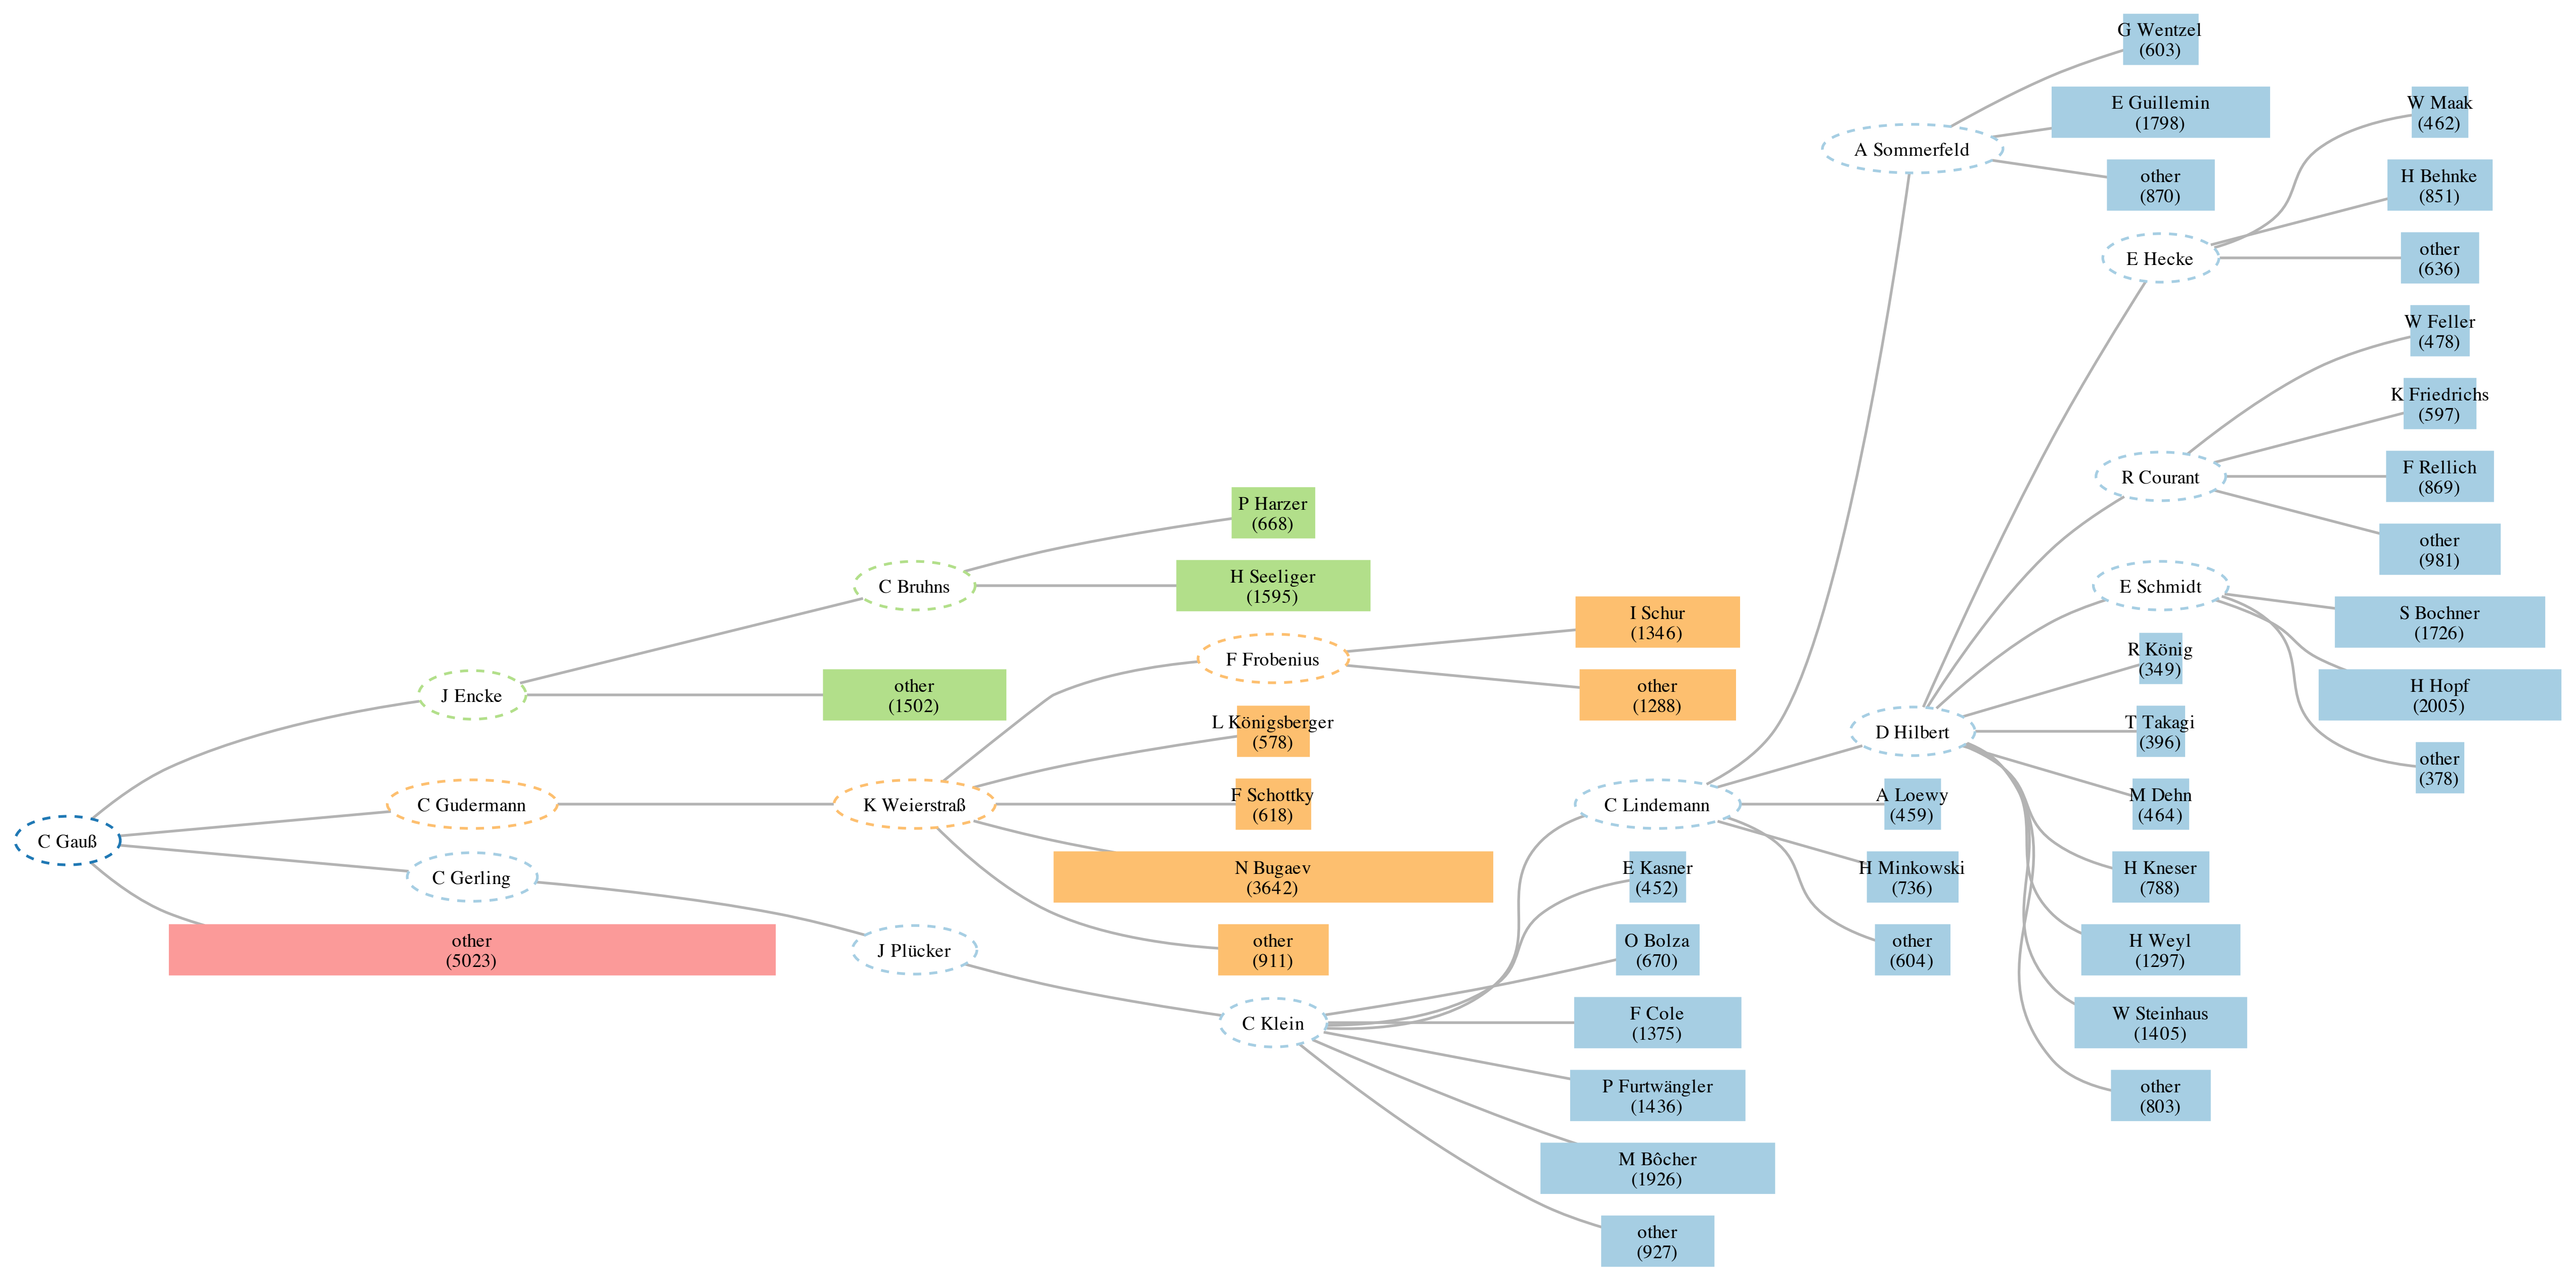 C Gauß
J Encke
C Gudermann
C Gerling
other
(5023)
C Bruhns
other
(1502)
K Weierstraß
J Plücker
P Harzer
(668)
H Seeliger
(1595)
F Frobenius
L Königsberger
(578)
F Schottky
(618)
N Bugaev
(3642)
other
(911)
C Klein
I Schur
(1346)
other
(1288)
C Lindemann
E Kasner
(452)
O Bolza
(670)
F Cole
(1375)
P Furtwängler
(1436)
M Bôcher
(1926)
other
(927)
A Sommerfeld
D Hilbert
A Loewy
(459)
H Minkowski
(736)
other
(604)
G Wentzel
(603)
E Guillemin
(1798)
other
(870)
E Hecke
R Courant
E Schmidt
R König
(349)
T Takagi
(396)
M Dehn
(464)
H Kneser
(788)
H Weyl
(1297)
W Steinhaus
(1405)
other
(803)
W Maak
(462)
H Behnke
(851)
other
(636)
W Feller
(478)
K Friedrichs
(597)
F Rellich
(869)
other
(981)
S Bochner
(1726)
H Hopf
(2005)
other
(378)